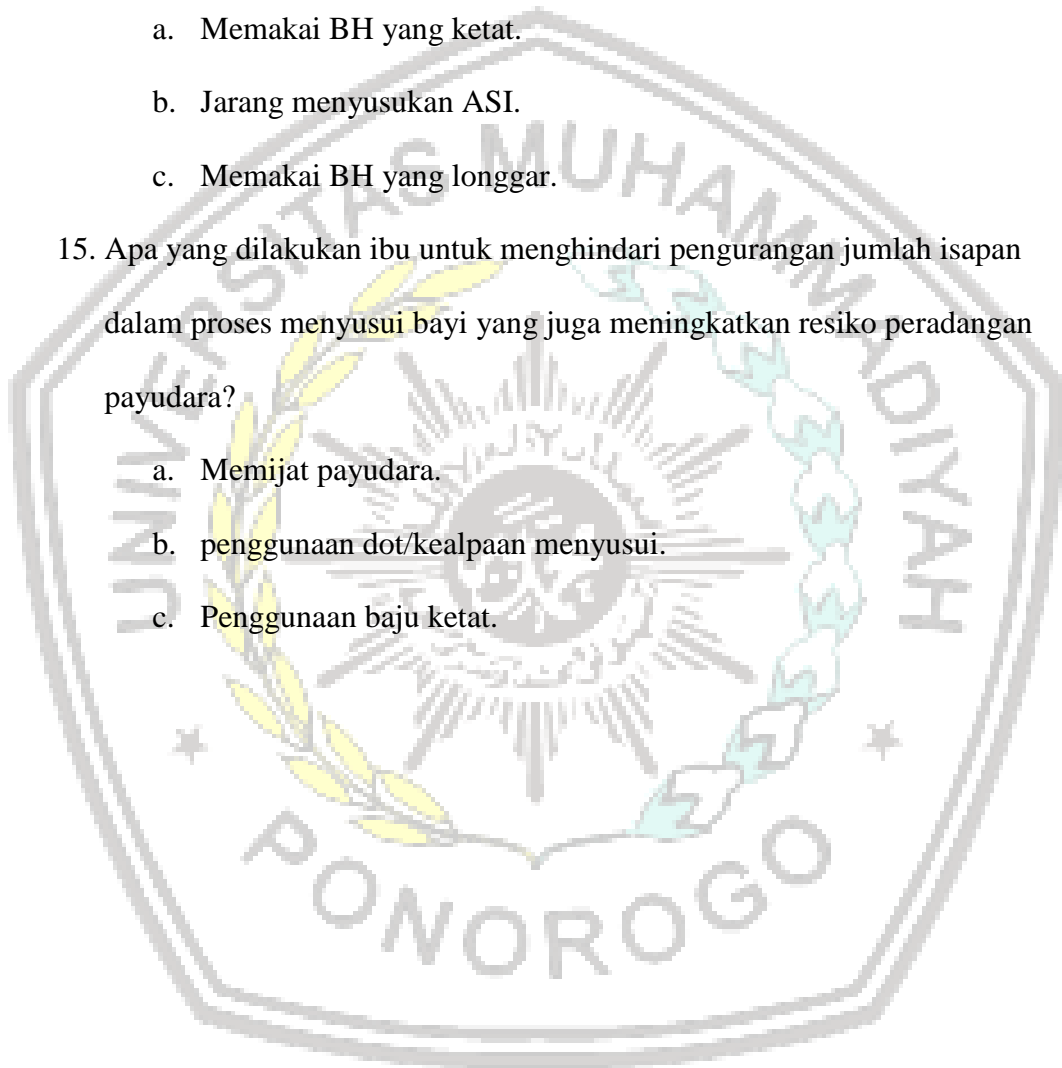 a. Memakai BH yang ketat.
b. Jarang menyusukan ASI.
c. Memakai BH yang longgar.
15. Apa yang dilakukan ibu untuk menghindari pengurangan jumlah isapan
dalam proses menyusui bayi yang juga meningkatkan resiko peradangan
payudara?
a. Memijat payudara.
b. penggunaan dot/kealpaan menyusui.
c. Penggunaan baju ketat.
UNIVERSITAS MUHAMMADIYAH
PONOROGO